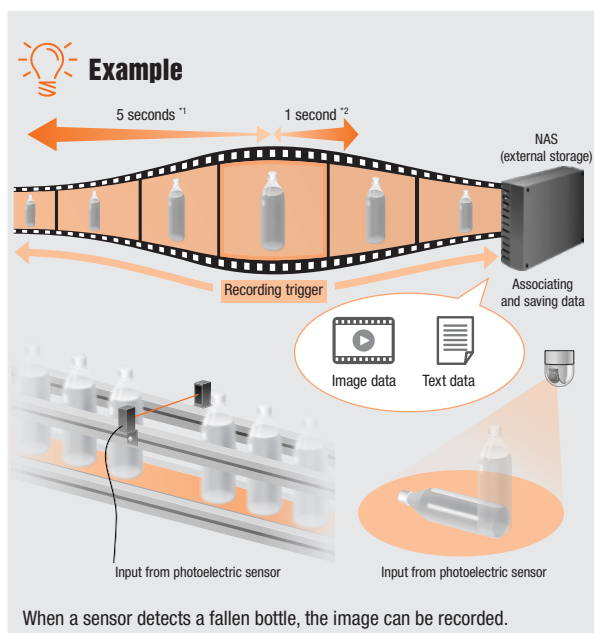 Example
5 seconds *1
1 second *2
NAS
(external storage)
Recording trigger
Associating
and saving data
Image data
Text data
Input from photoelectric sensor
Input from photoelectric sensor
When a sensor detects a fallen bottle, the image can be recorded.